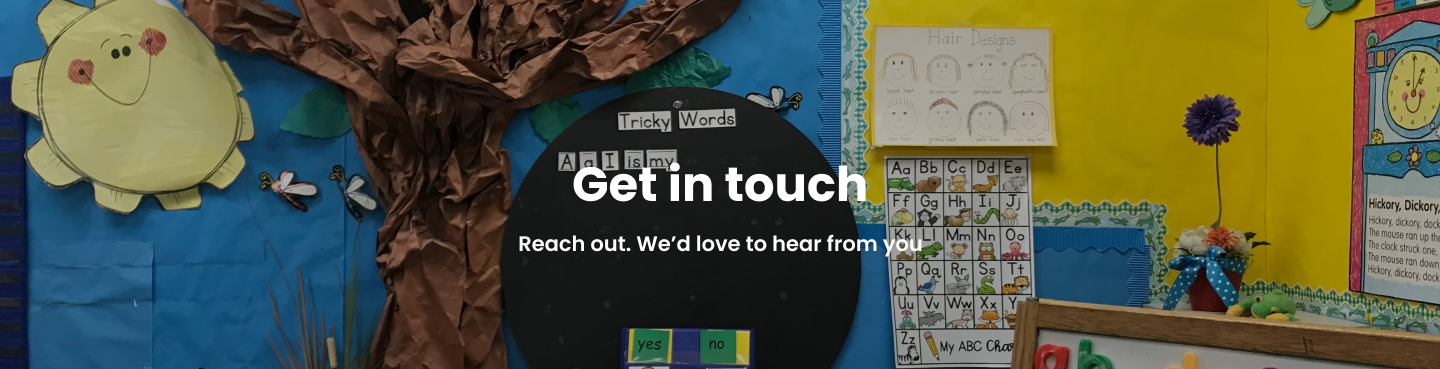 Hair Designs
Tricky Words
A a I is my
Get in touch
Reach out. We’d love to hear from you
Aa Bb Cc Dd Ee
Ff Gg Hh Ii Jj
Kk Ll Mm Nn Oo
Pp Qq Rr Ss Tt
Uu Vv Ww Xx
Zz My ABC
yes no
Hickory, Dickory,
Hickory, dickory, dock
The mouse ran up the
The clock struck one,
The mouse ran down
Hickory, dickory, dock
a b